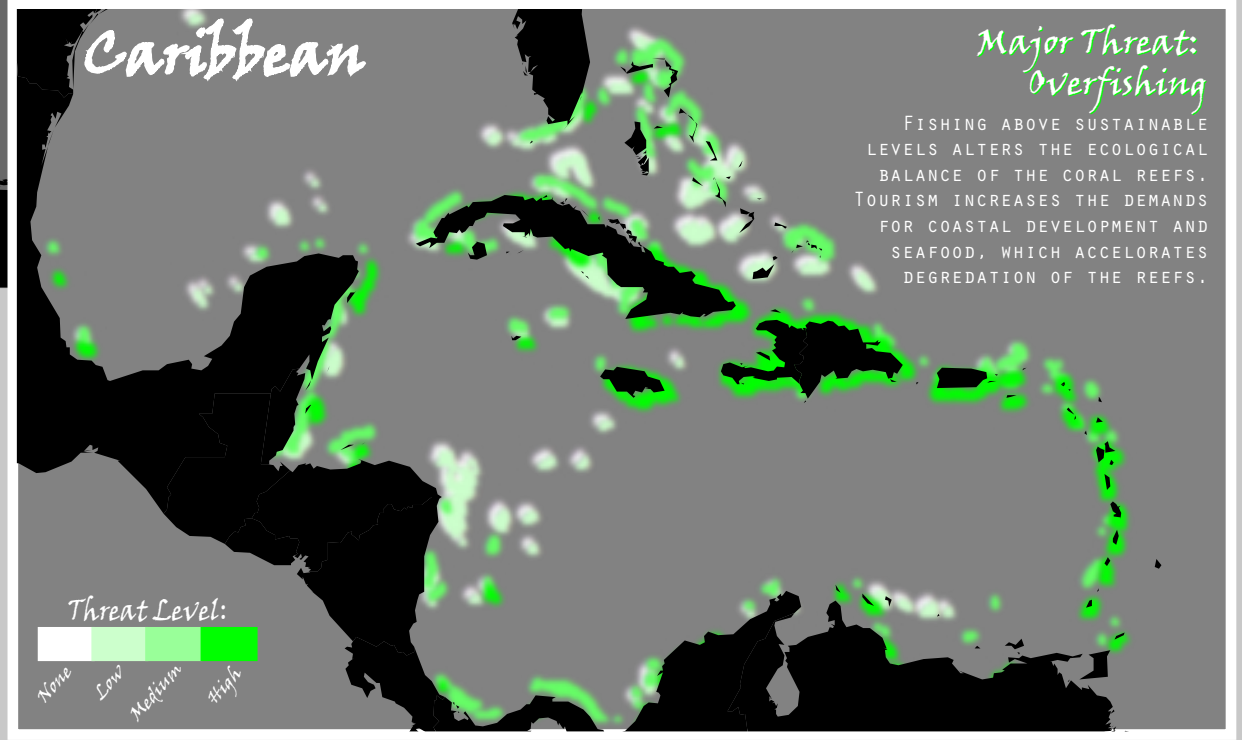 Caribbean
Major Threat:
Overfishing
Fishing above sustainable
levels alters the ecological
balance of the coral reefs.
Tourism increases the demands
for coastal development and
seafood, which accelorates
degredation of the reefs.
Threat Level:
None
Low
Medium
High